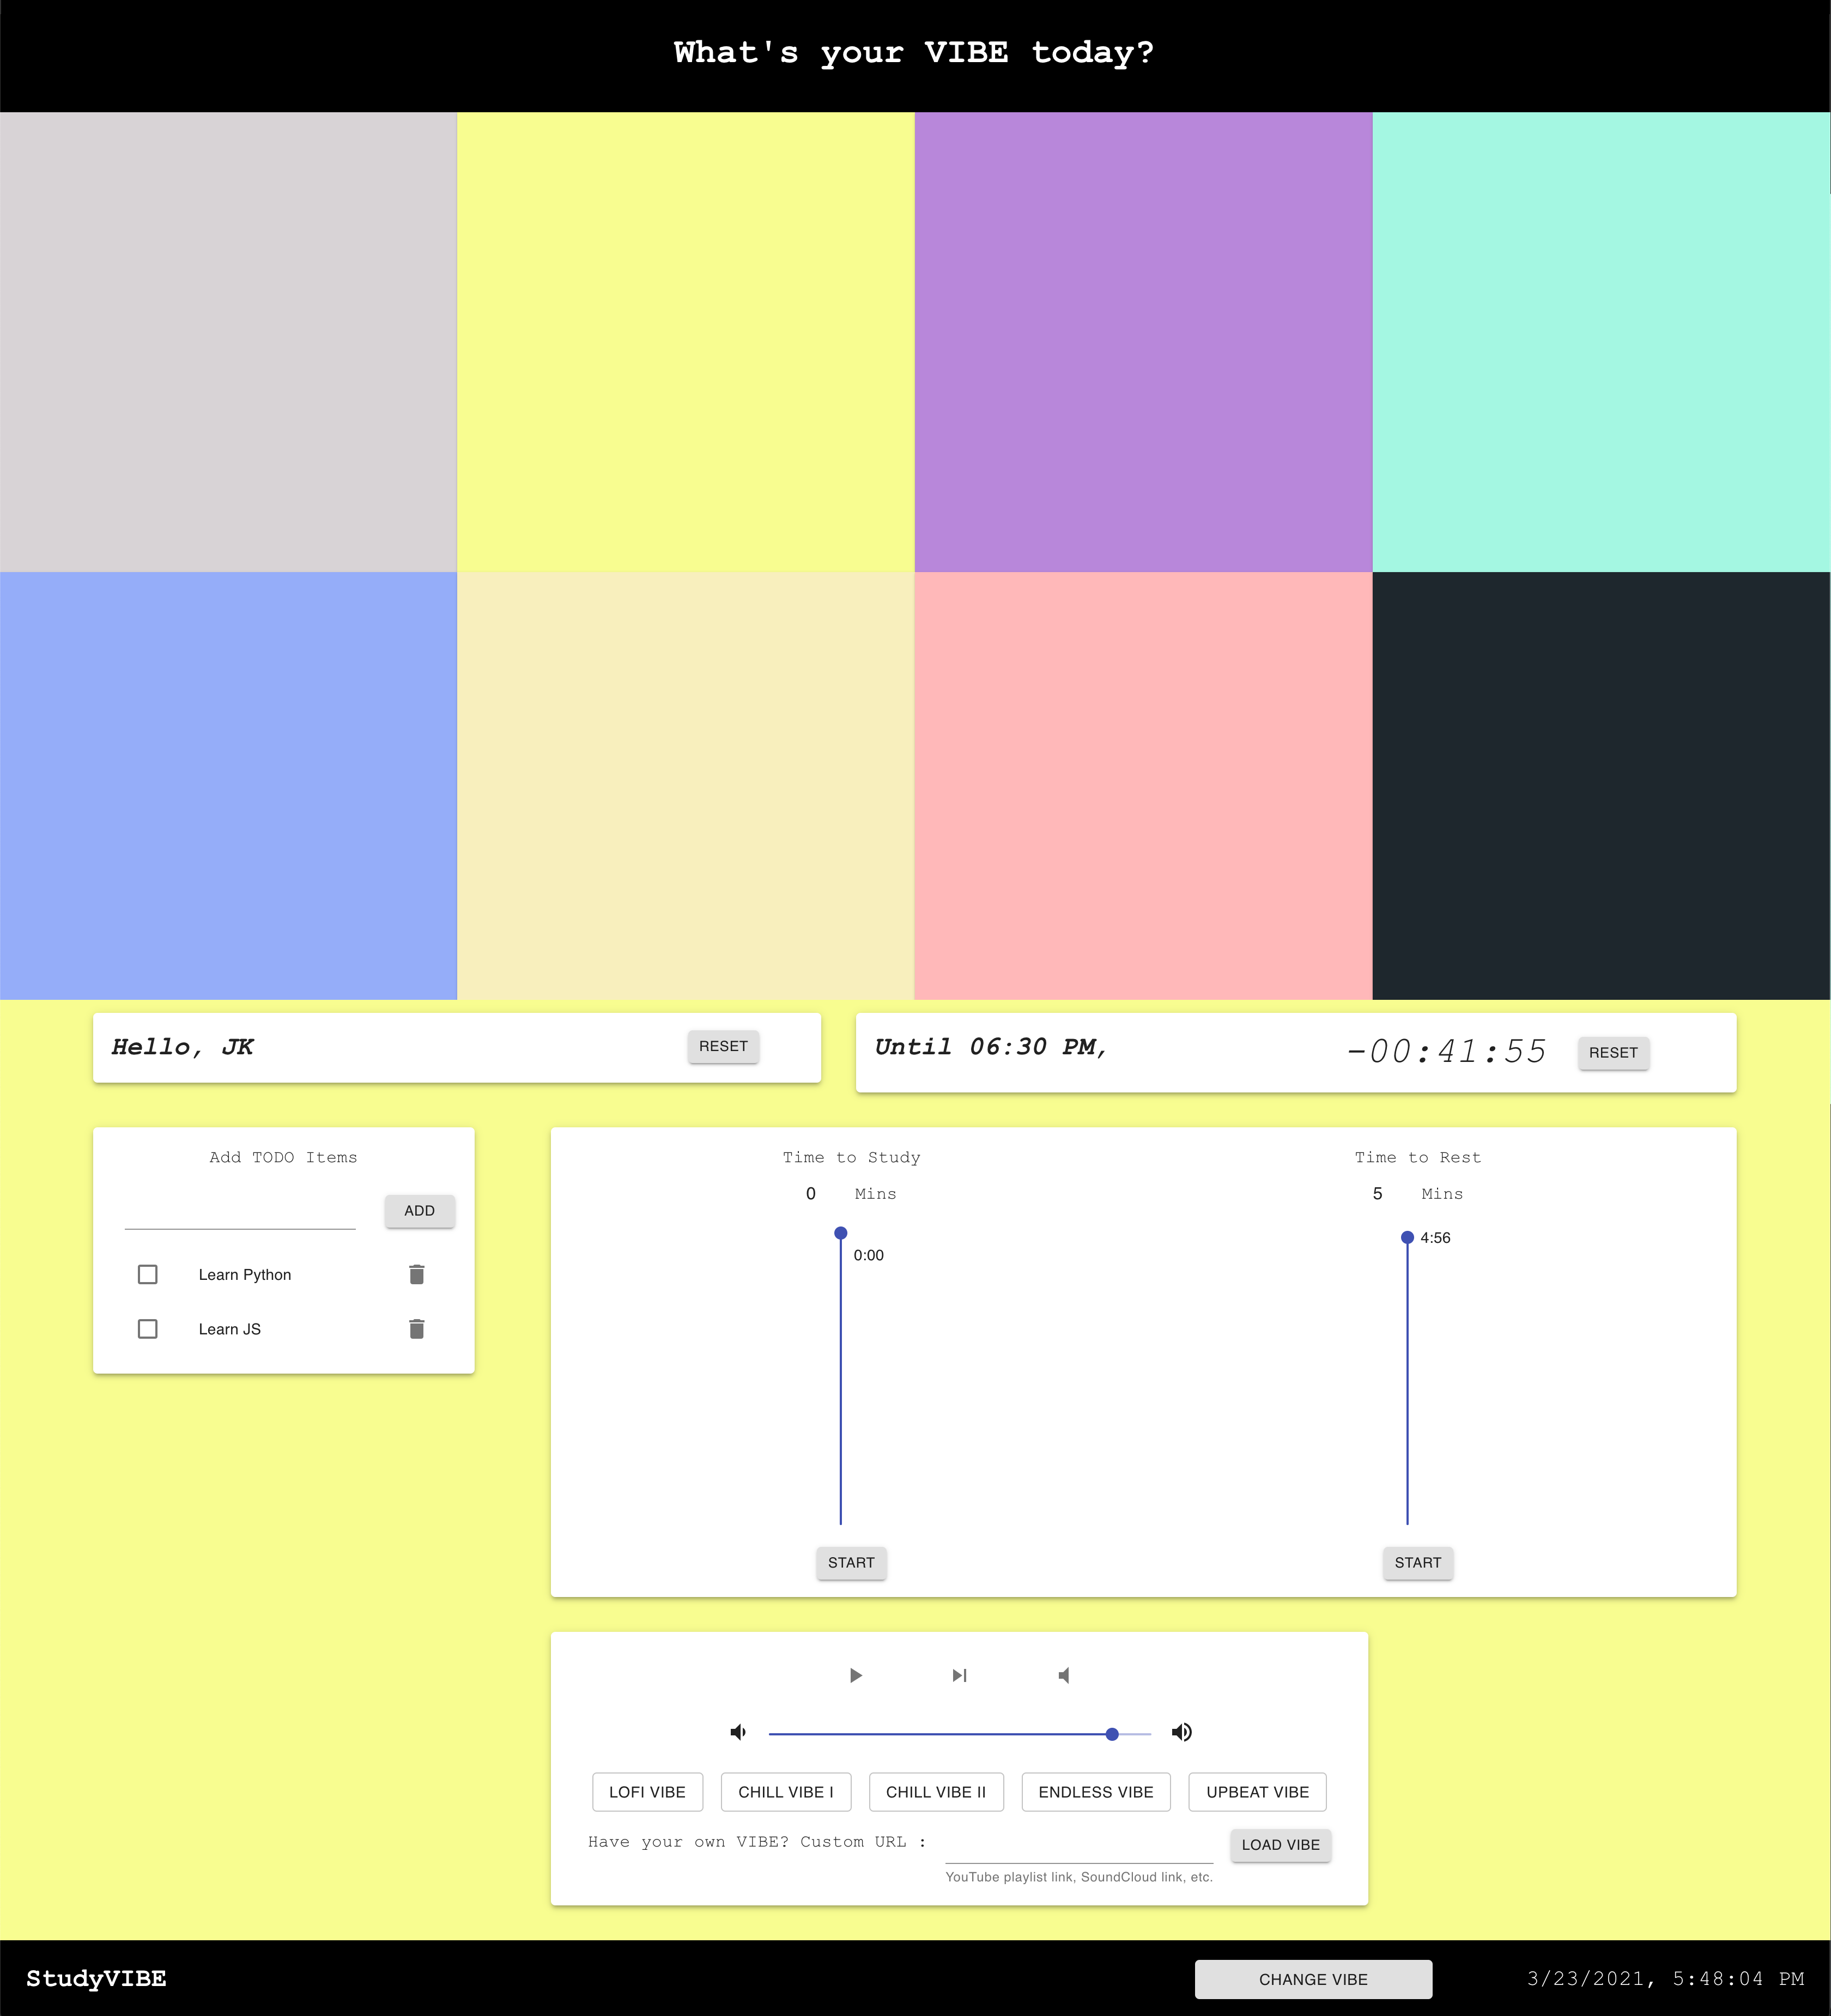 What's your VIBE today?
Hello, JK
RESET
Until 06:30 PM,
-00:41:55
RESET
Add TODO Items
ADD
Learn Python
Learn JS
Time to Study
0 Mins
0:00
START
Time to Rest
5 Mins
4:56
START
LOFI VIBE
CHILL VIBE I
CHILL VIBE II
ENDLESS VIBE
UPBEAT VIBE
Have your own VIBE? Custom URL :
LOAD VIBE
YouTube playlist link, SoundCloud link, etc.
StudyVIBE
CHANGE VIBE
3/23/2021, 5:48:04 PM